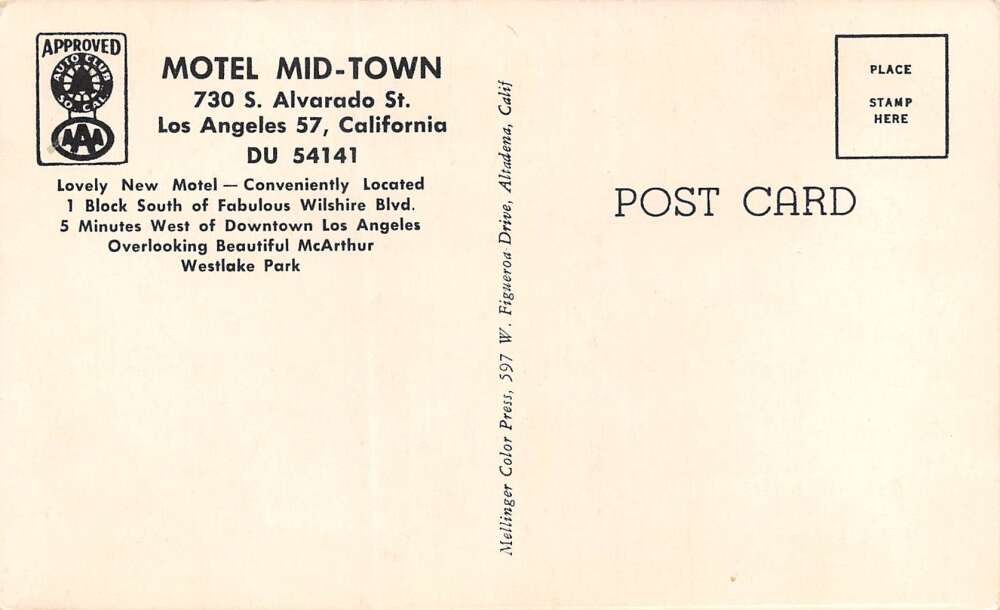 APPROVED
AUTO CLUB
SO. CAL.
AAA
MOTEL MID-TOWN
730 S. Alvarado St.
Los Angeles 57, California
DU 54141
Lovely New Motel — Conveniently Located
1 Block South of Fabulous Wilshire Blvd.
5 Minutes West of Downtown Los Angeles
Overlooking Beautiful McArthur
Westlake Park
Mellinger Color Press, 597 W. Figueroa Drive, Altadena, Calif
PLACE
STAMP
HERE
POST CARD